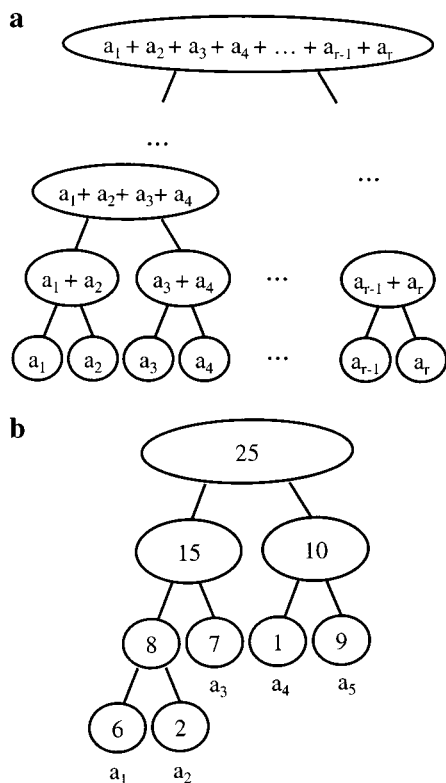 a
a₁ + a₂ + a₃ + a₄ + … + aᵣ₋₁ + aᵣ
...
...
a₁ + a₂ + a₃ + a₄
a₁ + a₂ a₃ + a₄ ... aᵣ₋₁ + aᵣ
a₁ a₂ a₃ a₄ ... aᵣ₋₁ aᵣ
b
25
15 10
8 7 1 9
a₃ a₄ a₅
6 2
a₁ a₂